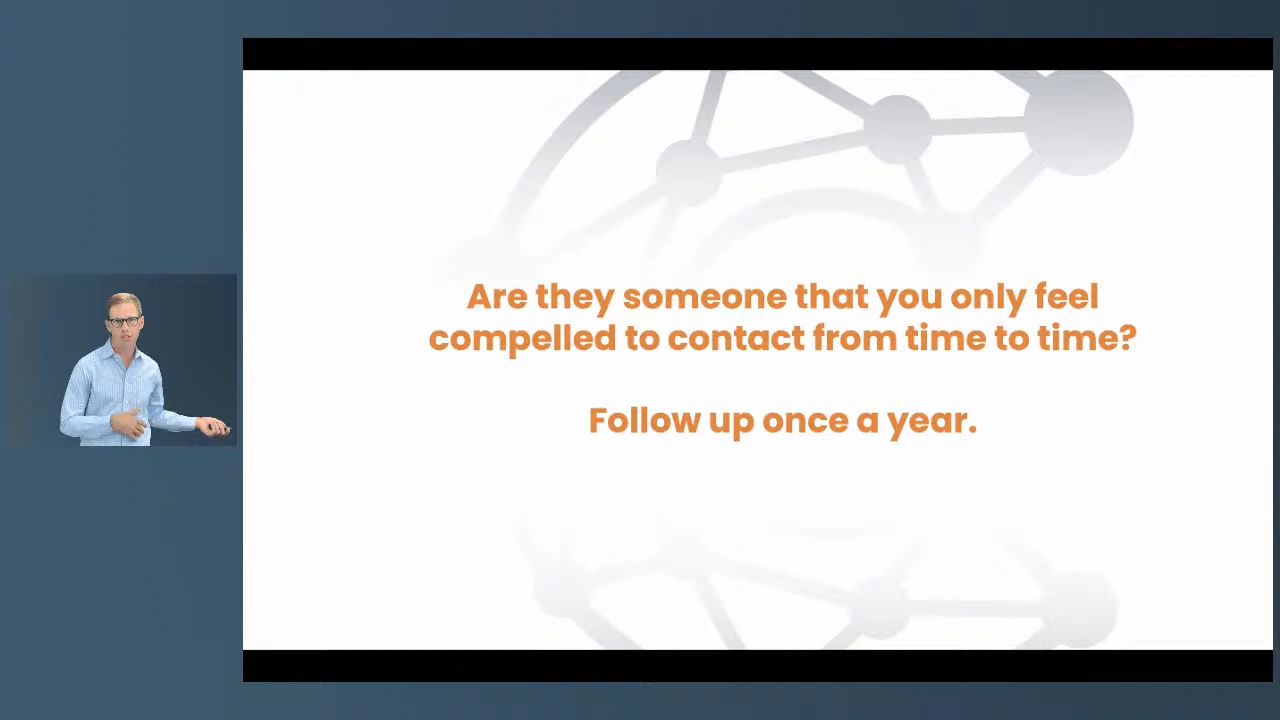 Are they someone that you only feel
compelled to contact from time to time?
Follow up once a year.